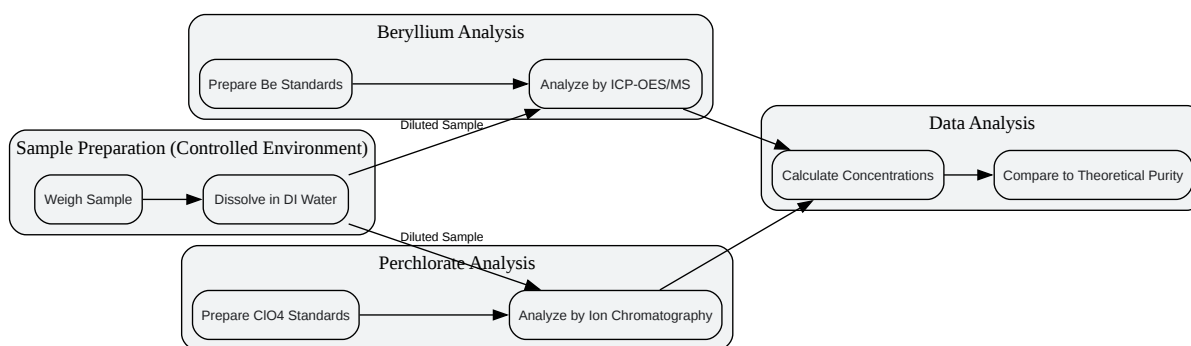 Beryllium Analysis
Prepare Be Standards
Analyze by ICP-OES/MS
Diluted Sample
Sample Preparation (Controlled Environment)
Weigh Sample
Dissolve in DI Water
Diluted Sample
Perchlorate Analysis
Prepare ClO4 Standards
Analyze by Ion Chromatography
Data Analysis
Calculate Concentrations
Compare to Theoretical Purity